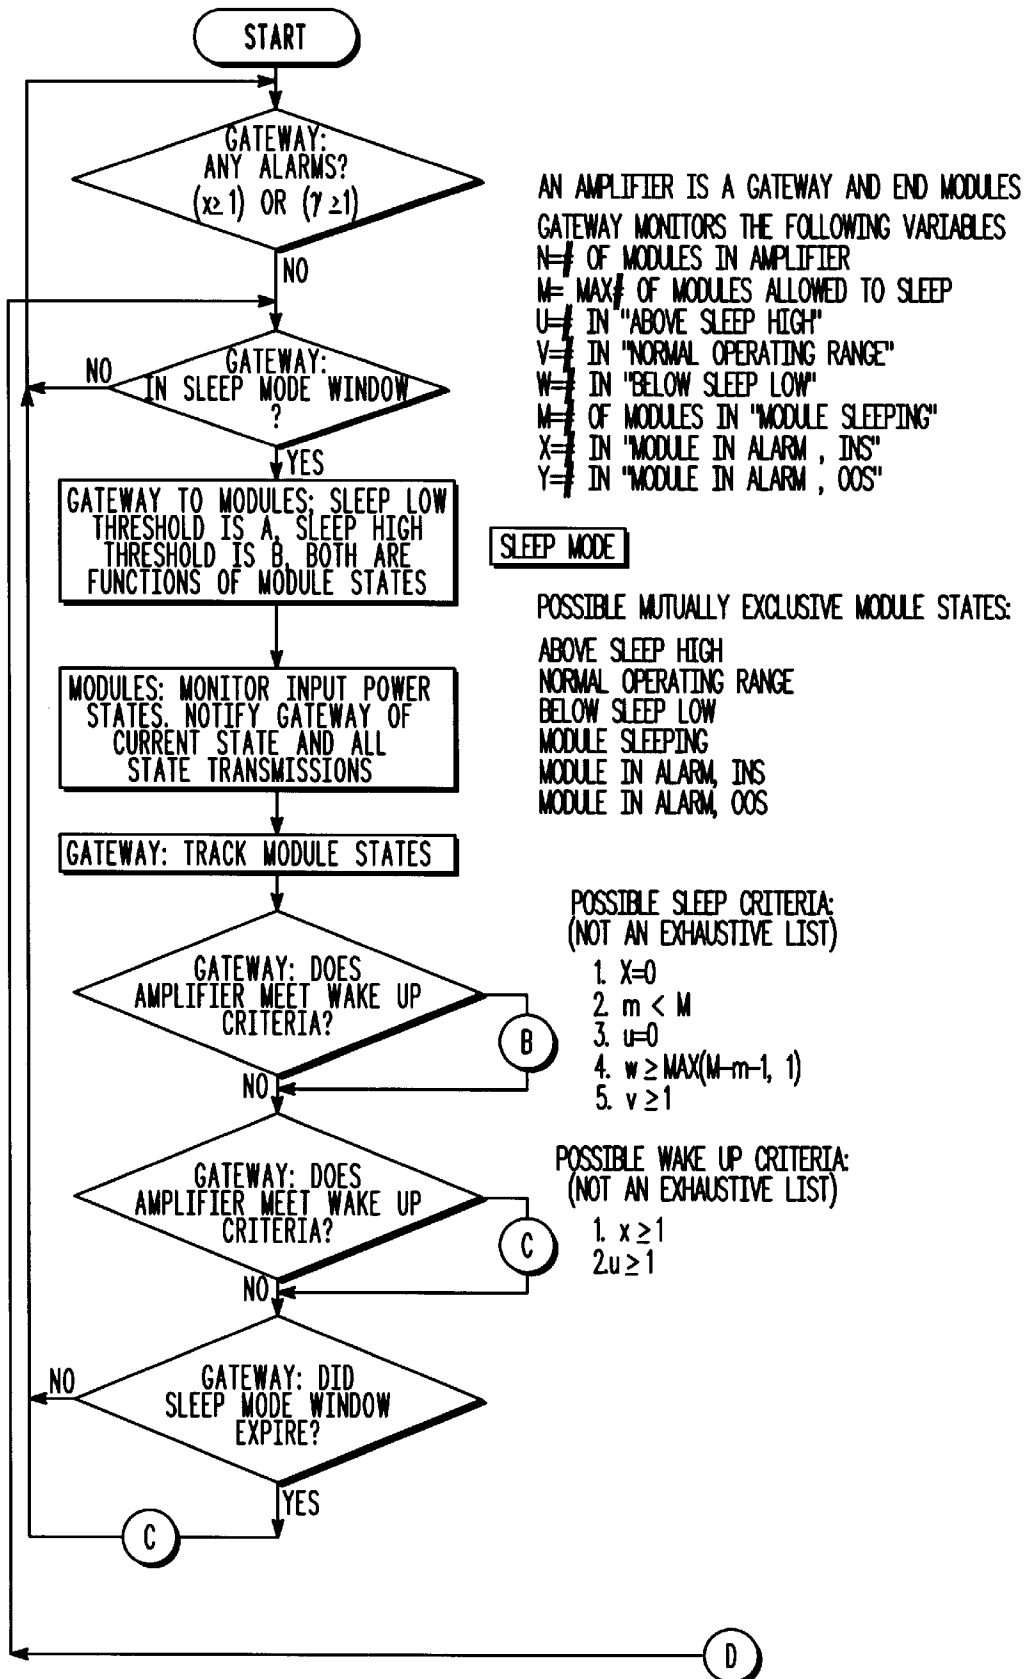 START
GATEWAY:
ANY ALARMS?
(x≥1) OR (γ≥1)
NO
GATEWAY:
IN SLEEP MODE WINDOW
?
NO
YES
GATEWAY TO MODULES; SLEEP LOW
THRESHOLD IS A, SLEEP HIGH
THRESHOLD IS B, BOTH ARE
FUNCTIONS OF MODULE STATES
MODULES: MONITOR INPUT POWER
STATES. NOTIFY GATEWAY OF
CURRENT STATE AND ALL
STATE TRANSMISSIONS
GATEWAY: TRACK MODULE STATES
GATEWAY: DOES
AMPLIFIER MEET WAKE UP
CRITERIA?
B
NO
GATEWAY: DOES
AMPLIFIER MEET WAKE UP
CRITERIA?
C
NO
GATEWAY: DID
SLEEP MODE WINDOW
EXPIRE?
NO
YES
C
D
AN AMPLIFIER IS A GATEWAY AND END MODULES
GATEWAY MONITORS THE FOLLOWING VARIABLES
N=# OF MODULES IN AMPLIFIER
M= MAX# OF MODULES ALLOWED TO SLEEP
U=# IN "ABOVE SLEEP HIGH"
V=# IN "NORMAL OPERATING RANGE"
W=# IN "BELOW SLEEP LOW"
M=# OF MODULES IN "MODULE SLEEPING"
X=# IN "MODULE IN ALARM , INS"
Y=# IN "MODULE IN ALARM , OOS"
SLEEP MODE
POSSIBLE MUTUALLY EXCLUSIVE MODULE STATES:
ABOVE SLEEP HIGH
NORMAL OPERATING RANGE
BELOW SLEEP LOW
MODULE SLEEPING
MODULE IN ALARM, INS
MODULE IN ALARM, OOS
POSSIBLE SLEEP CRITERIA:
(NOT AN EXHAUSTIVE LIST)
1. X=0
2. m < M
3. u=0
4. w ≥ MAX(M-m-1, 1)
5. v ≥ 1
POSSIBLE WAKE UP CRITERIA:
(NOT AN EXHAUSTIVE LIST)
1. x ≥ 1
2.u ≥ 1